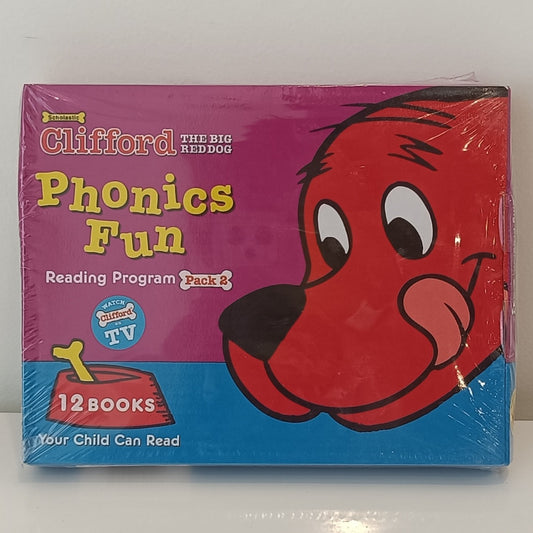 Scholastic
Clifford THE BIG
RED DOG
Phonics
Fun
Reading Program Pack 2
WATCH
Clifford
ON
TV
12 BOOKS
Your Child Can Read